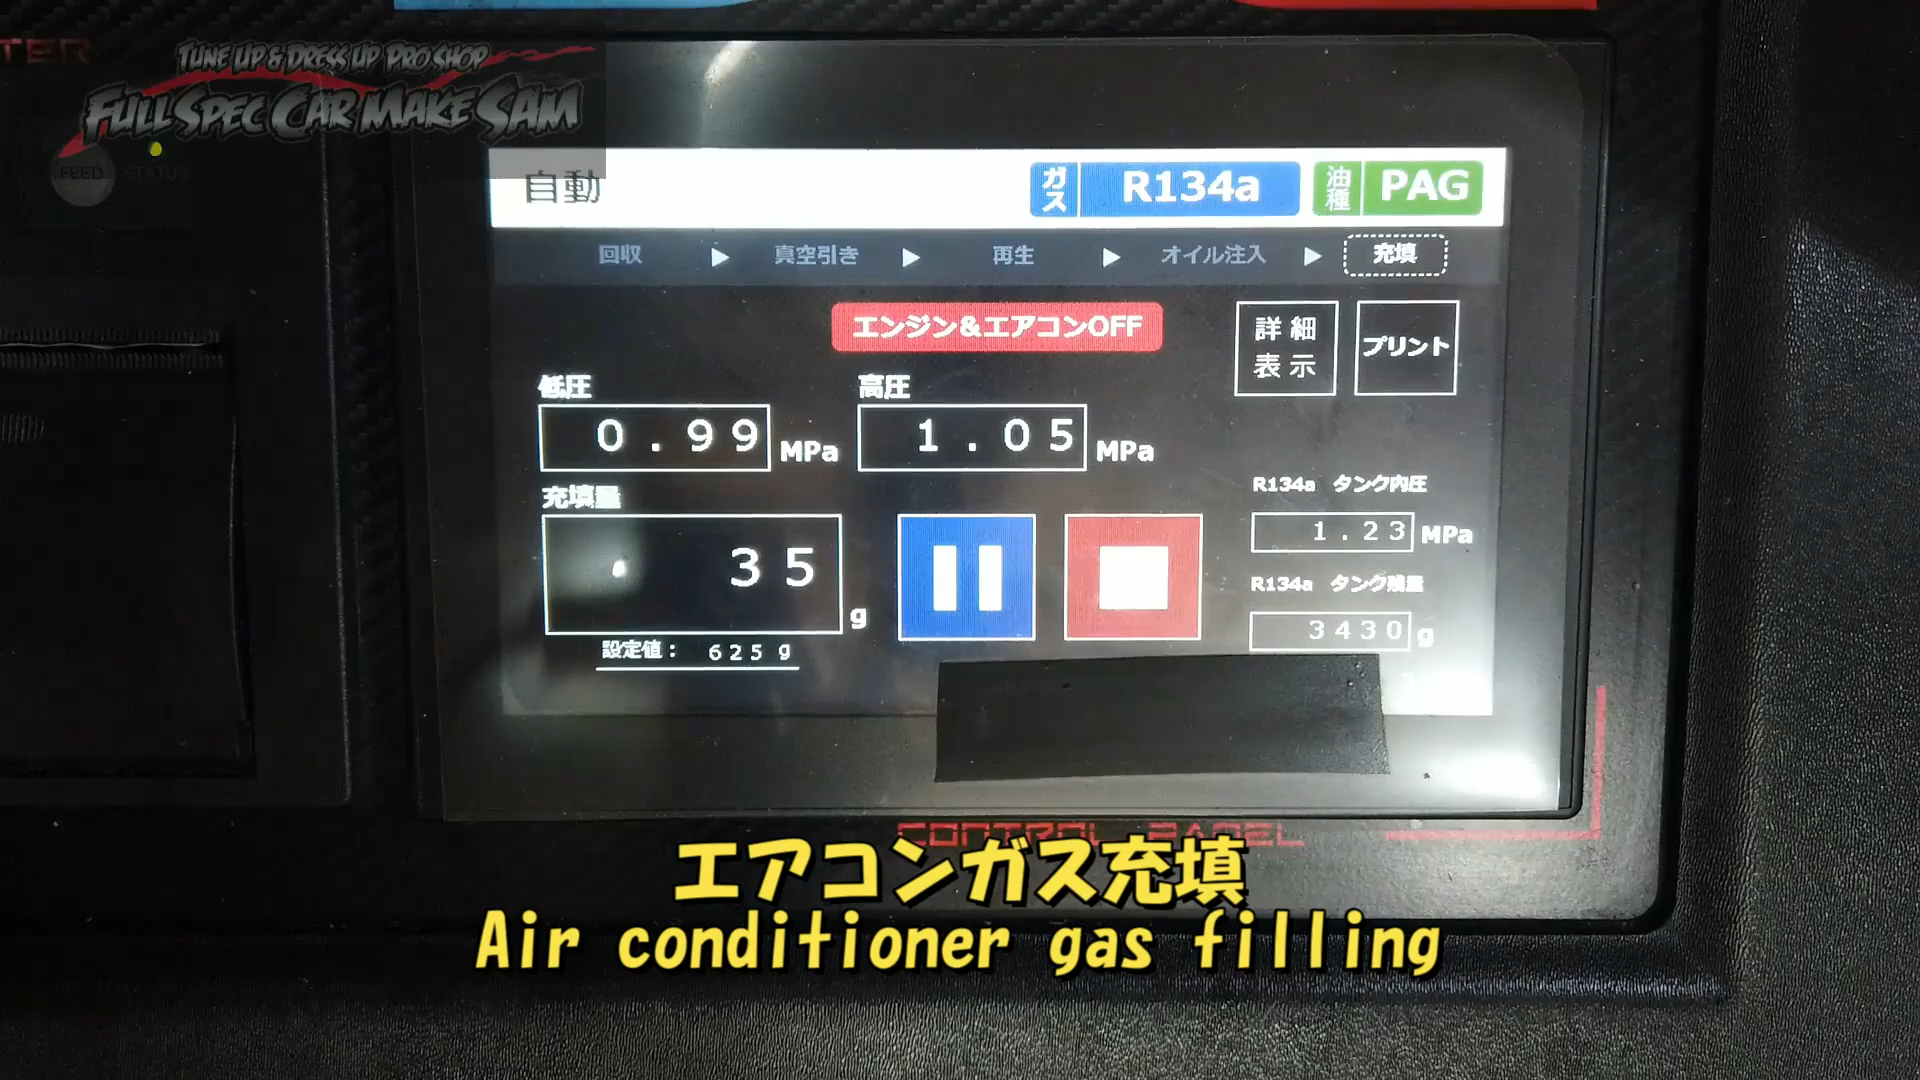 TER
TUNE UP & DRESS UP PRO SHOP
FULL SPEC CAR MAKE SAM
FEED STATUS
自動 ガス R134a 油種 PAG
回収 ▶ 真空引き ▶ 再生 ▶ オイル注入 ▶ 充填
エンジン&エアコンOFF
詳細表示
プリント
低圧
0.99 MPa
高圧
1.05 MPa
充填量
35 g
設定値: 625 g
R134a タンク内圧
1.23 MPa
R134a タンク残量
3430 g
CONTROL PANEL
エアコンガス充填
Air conditioner gas filling